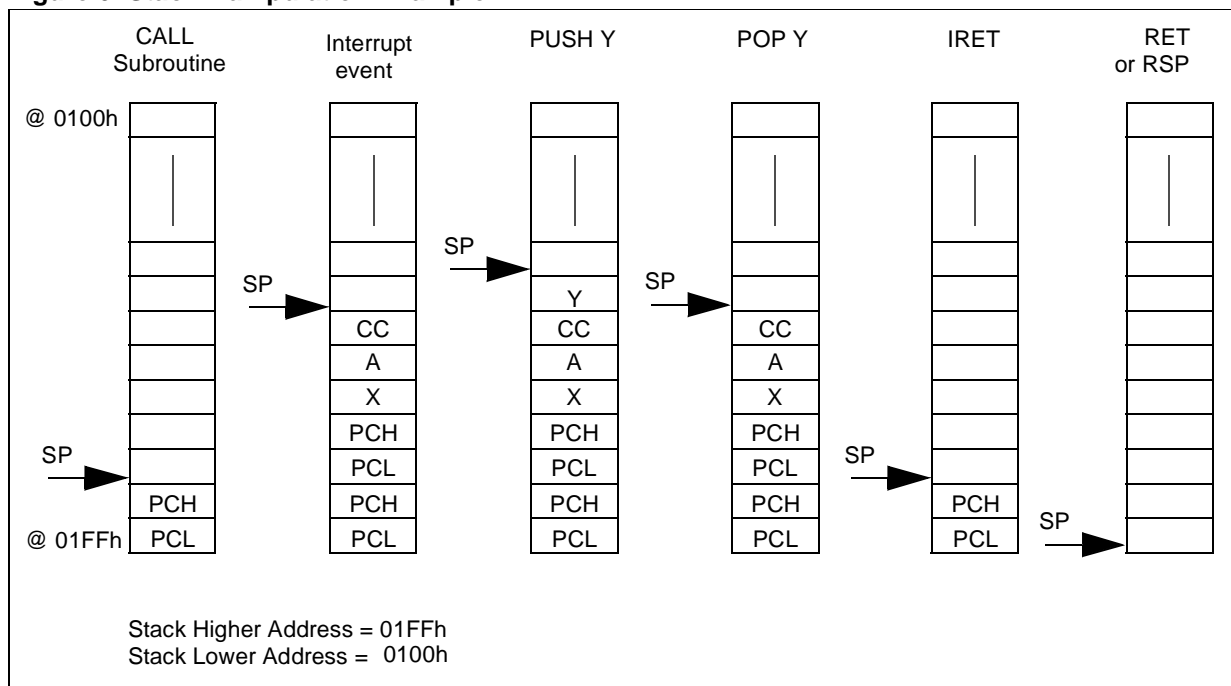 CALL
Subroutine
Interrupt
event
PUSH Y
POP Y
IRET
RET
or RSP
@ 0100h
SP
SP
SP
SP
SP
SP
@ 01FFh
PCH
PCL
CC
A
X
PCH
PCL
PCH
PCL
Y
CC
A
X
PCH
PCL
PCH
PCL
CC
A
X
PCH
PCL
PCH
PCL
PCH
PCL
Stack Higher Address = 01FFh
Stack Lower Address = 0100h